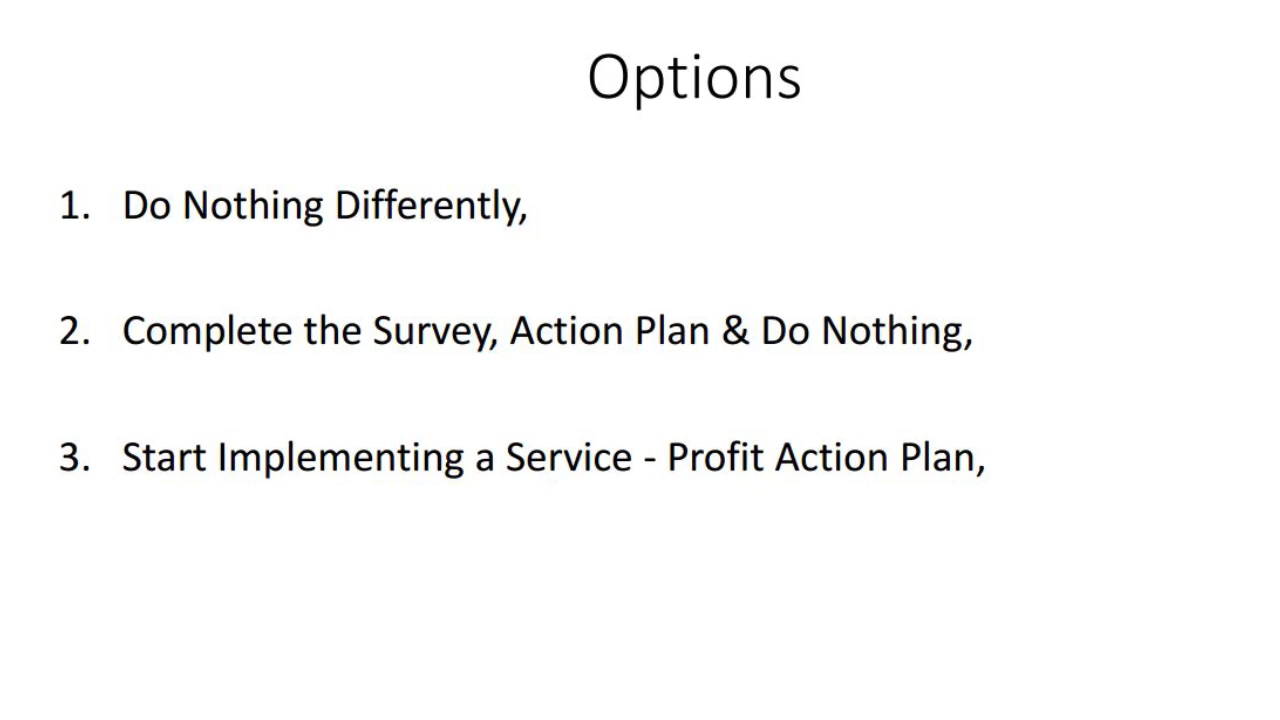 Options
1. Do Nothing Differently,
2. Complete the Survey, Action Plan & Do Nothing,
3. Start Implementing a Service - Profit Action Plan,